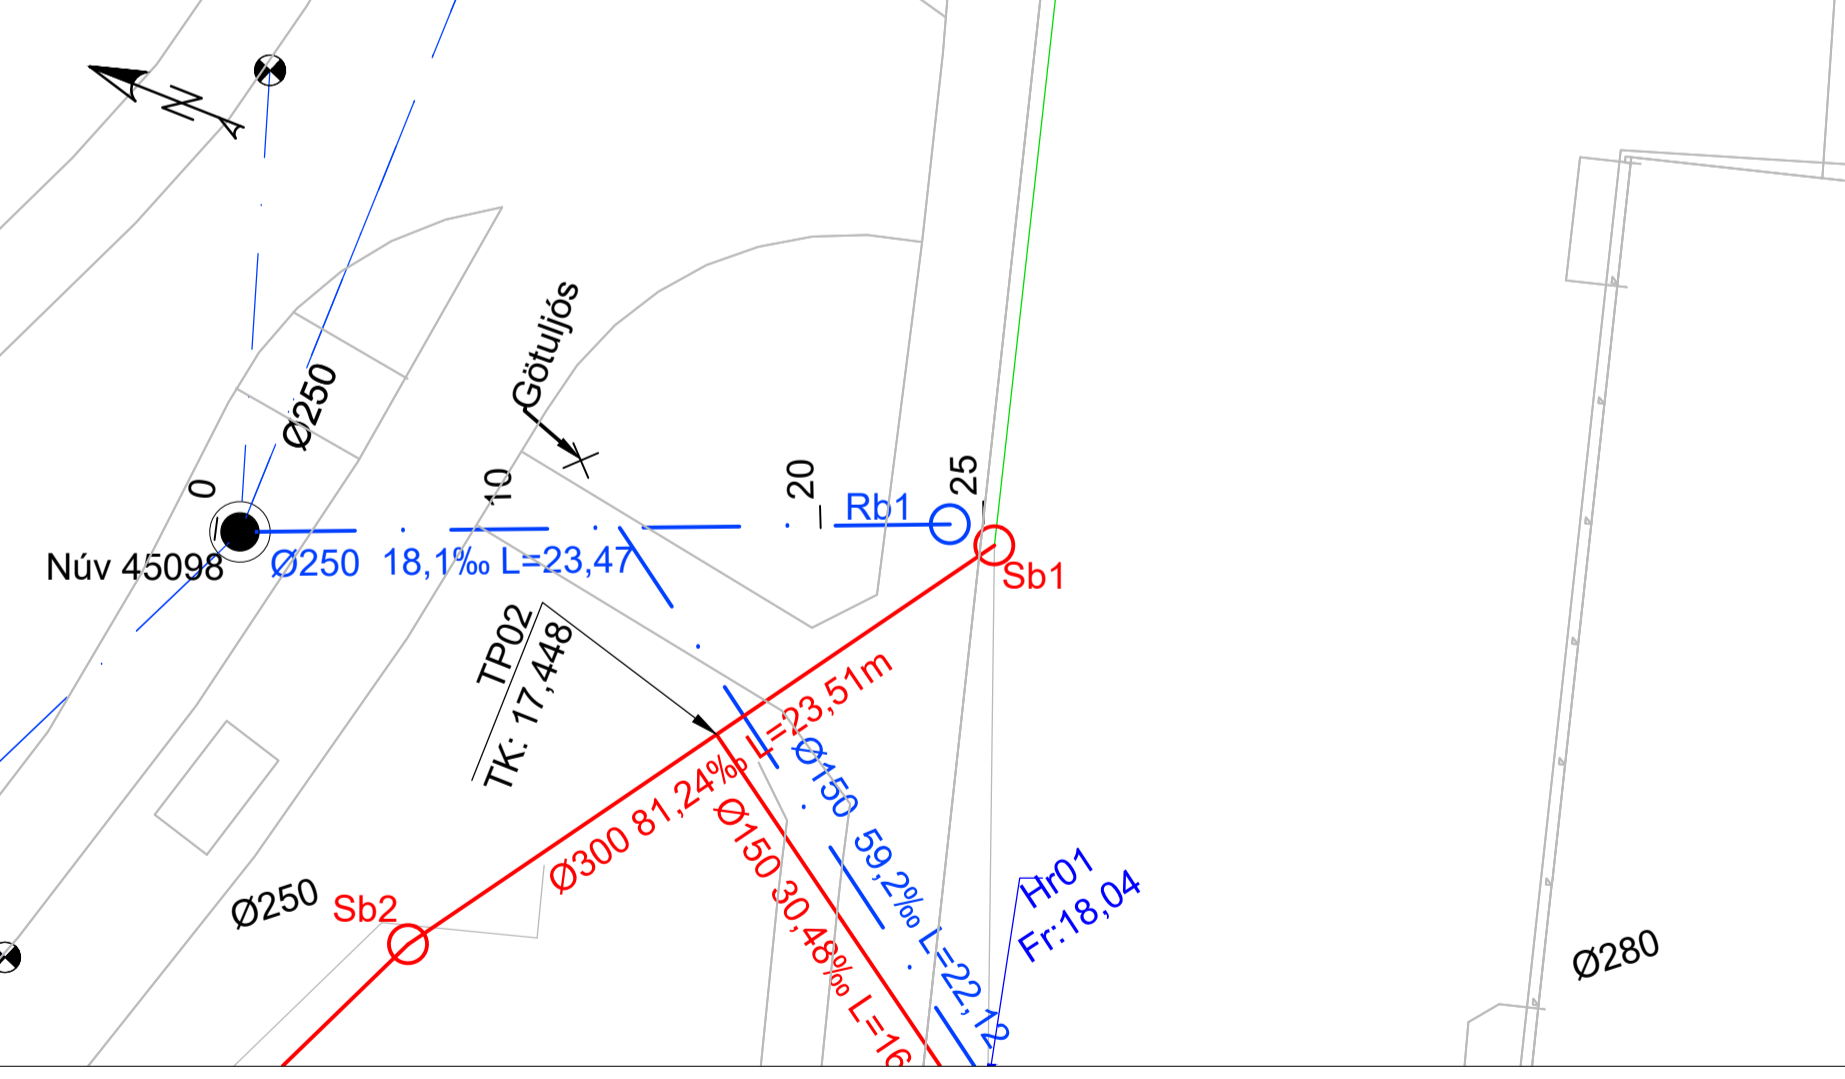 N
Ø250
Götuljós
0
10
20
25
Rb1
Núv 45098
Ø250 18,1‰ L=23,47
Sb1
TP02
TK: 17,448
Ø300 81,24‰ L=23,51m
Ø150 59,2‰ L=22,12
Ø150 30,48‰ L=16
Hr01
Fr:18,04
Ø250
Sb2
Ø280